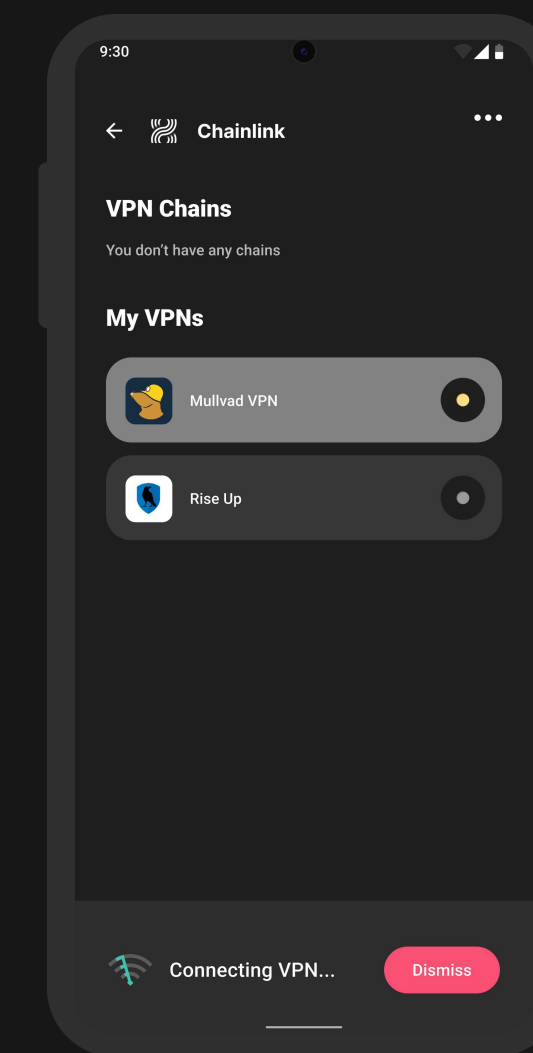 9:30
Chainlink
VPN Chains
You don’t have any chains
My VPNs
Mullvad VPN
Rise Up
Connecting VPN...
Dismiss